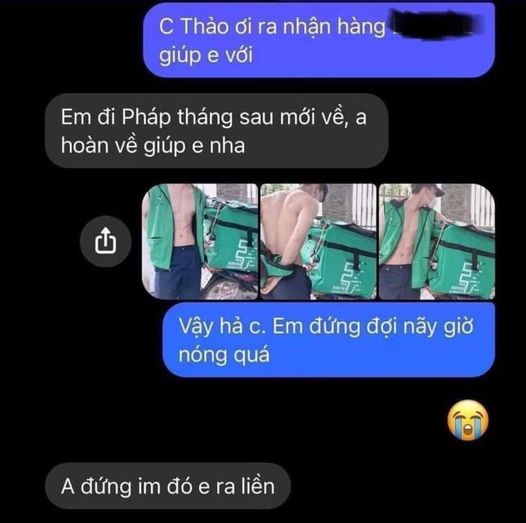 C Thảo ơi ra nhận hàng
giúp e với
Em đi Pháp tháng sau mới về, a
hoàn về giúp e nha
Vậy hả c. Em đứng đợi nãy giờ
nóng quá
A đứng im đó e ra liền